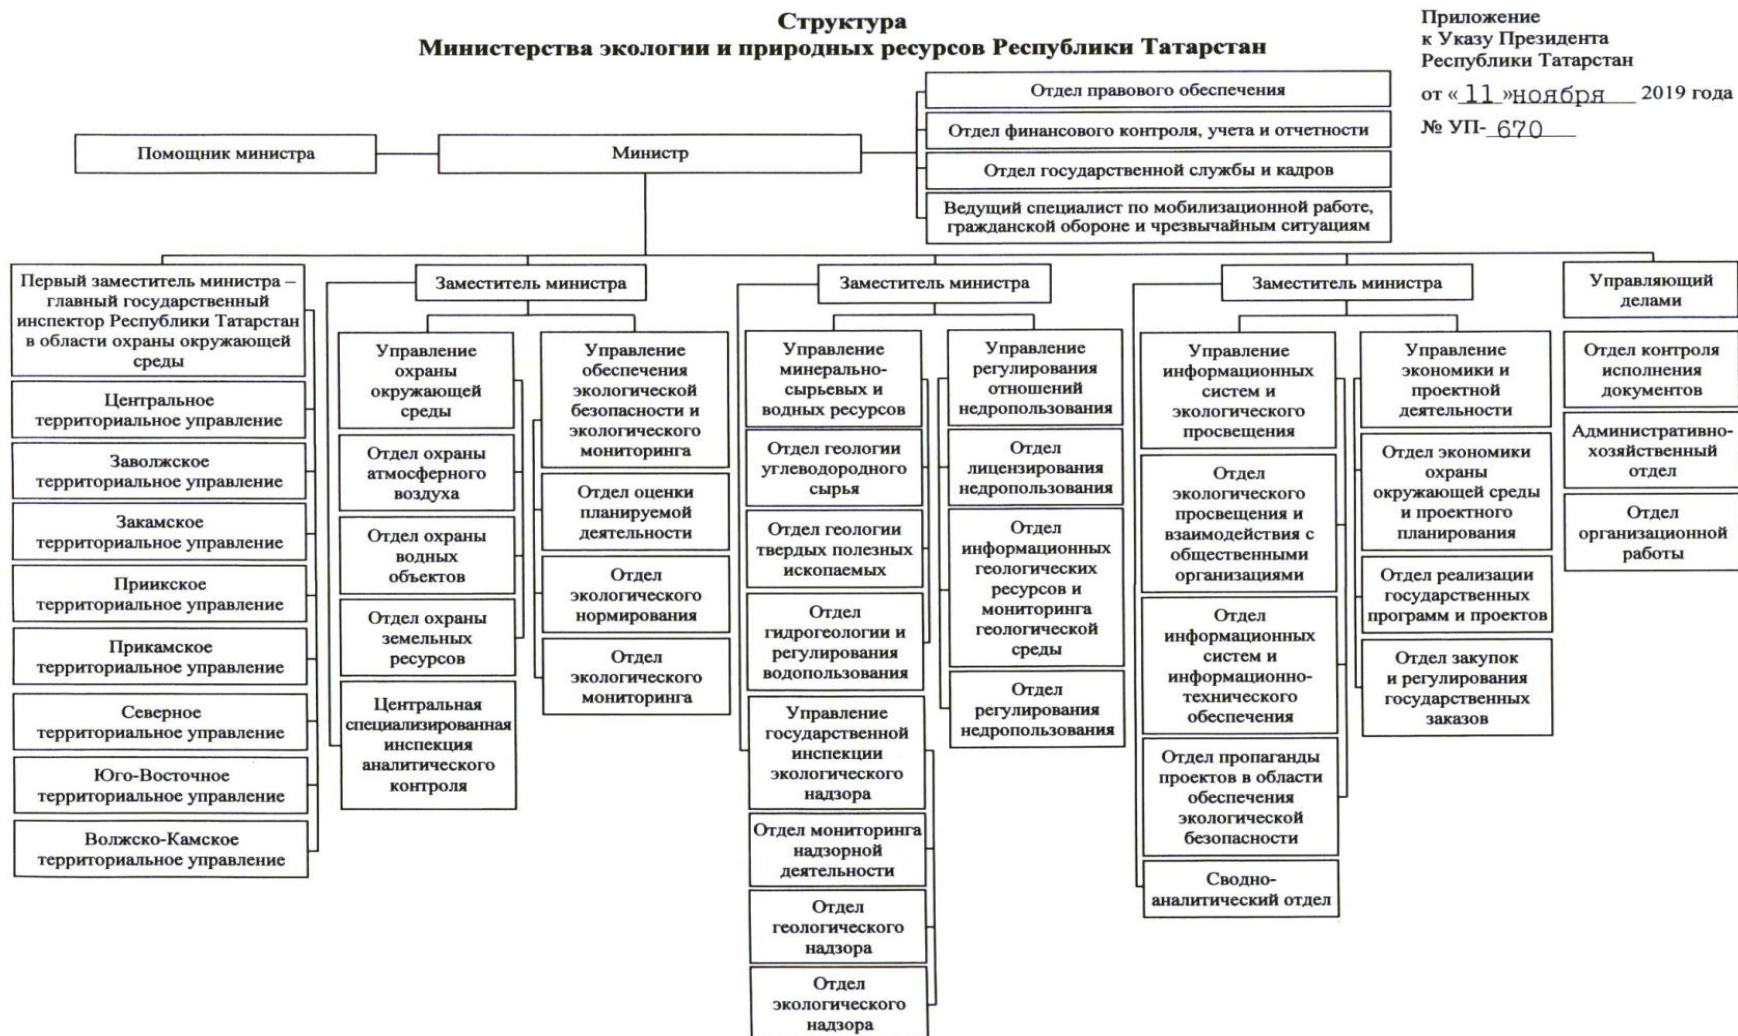 Структура
Министерства экологии и природных ресурсов Республики Татарстан
Приложение
к Указу Президента
Республики Татарстан
от «11»ноября 2019 года
№ УП-670
Помощник министра
Министр
Отдел правового обеспечения
Отдел финансового контроля, учета и отчетности
Отдел государственной службы и кадров
Ведущий специалист по мобилизационной работе,
гражданской обороне и чрезвычайным ситуациям
Первый заместитель министра –
главный государственный
инспектор Республики Татарстан
в области охраны окружающей
среды
Центральное
территориальное управление
Заволжское
территориальное управление
Закамское
территориальное управление
Приикское
территориальное управление
Прикамское
территориальное управление
Северное
территориальное управление
Юго-Восточное
территориальное управление
Волжско-Камское
территориальное управление
Заместитель министра
Управление
охраны
окружающей
среды
Отдел охраны
атмосферного
воздуха
Отдел охраны
водных
объектов
Отдел охраны
земельных
ресурсов
Центральная
специализированная
инспекция
аналитического
контроля
Управление
обеспечения
экологической
безопасности и
экологического
мониторинга
Отдел оценки
планируемой
деятельности
Отдел
экологического
нормирования
Отдел
экологического
мониторинга
Заместитель министра
Управление
минерально-
сырьевых и
водных ресурсов
Отдел геологии
углеводородного
сырья
Отдел геологии
твердых полезных
ископаемых
Отдел
гидрогеологии и
регулирования
водопользования
Управление
государственной
инспекции
экологического
надзора
Отдел мониторинга
надзорной
деятельности
Отдел
геологического
надзора
Отдел
экологического
надзора
Управление
регулирования
отношений
недропользования
Отдел
лицензирования
недропользования
Отдел
информационных
геологических
ресурсов и
мониторинга
геологической
среды
Отдел
регулирования
недропользования
Заместитель министра
Управление
информационных
систем и
экологического
просвещения
Отдел
экологического
просвещения и
взаимодействия с
общественными
организациями
Отдел
информационных
систем и
информационно-
технического
обеспечения
Отдел пропаганды
проектов в области
обеспечения
экологической
безопасности
Сводно-
аналитический отдел
Управление
экономики и
проектной
деятельности
Отдел экономики
охраны
окружающей среды
и проектного
планирования
Отдел реализации
государственных
программ и проектов
Отдел закупок
и регулирования
государственных
заказов
Управляющий
делами
Отдел контроля
исполнения
документов
Административно-
хозяйственный
отдел
Отдел
организационной
работы